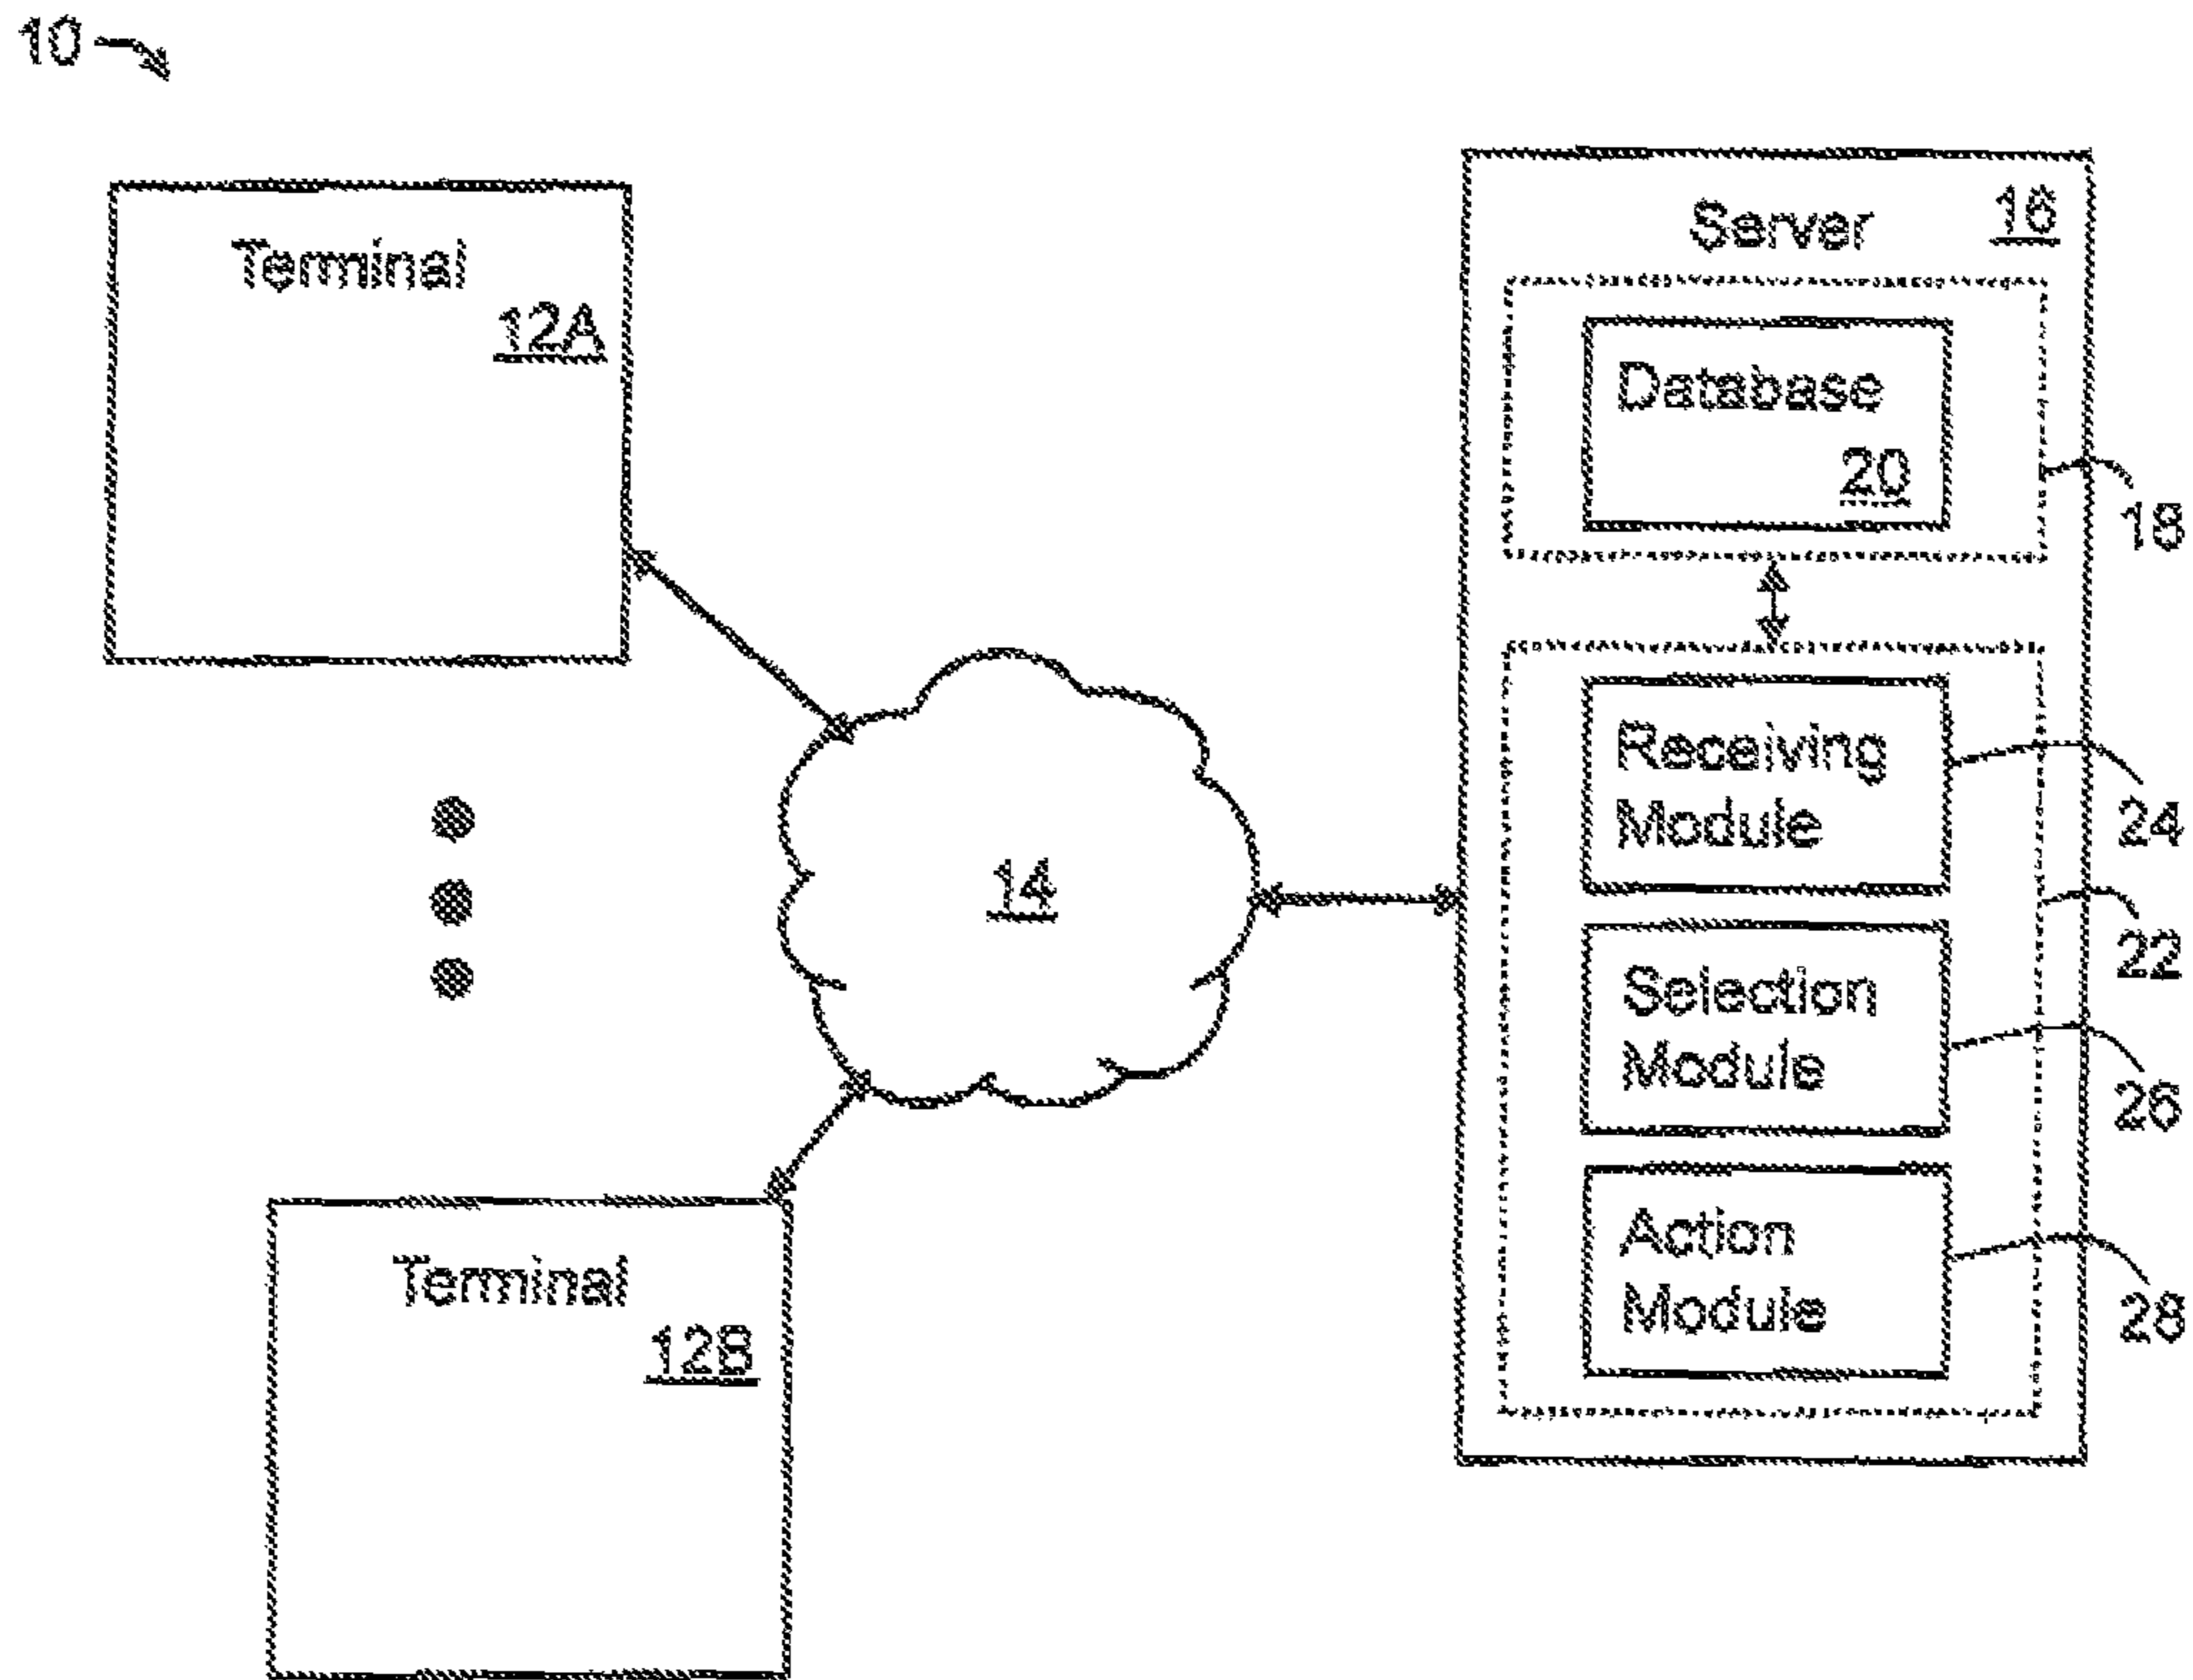 10
Terminal
12A
Server
16
Database
20
18
Receiving
Module
24
14
22
Selection
Module
26
Action
Module
28
Terminal
12B